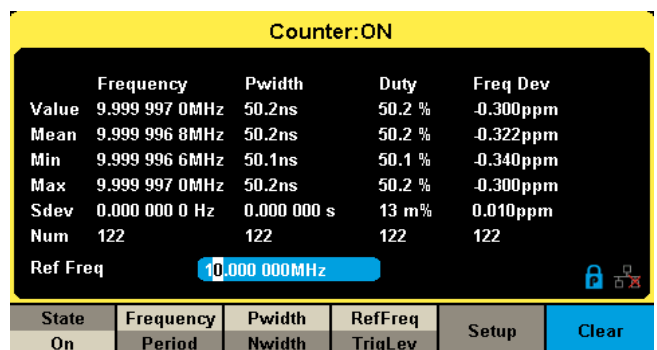 Counter:ON
Frequency Pwidth Duty Freq Dev
Value 9.999 997 0MHz 50.2ns 50.2 % -0.300ppm
Mean 9.999 996 8MHz 50.2ns 50.2 % -0.322ppm
Min 9.999 996 6MHz 50.1ns 50.1 % -0.340ppm
Max 9.999 997 0MHz 50.2ns 50.2 % -0.300ppm
Sdev 0.000 000 0 Hz 0.000 000 s 13 m% 0.010ppm
Num 122 122 122 122
Ref Freq 10.000 000MHz
P
State Frequency Pwidth RefFreq Setup Clear
On Period Nwidth TrigLev